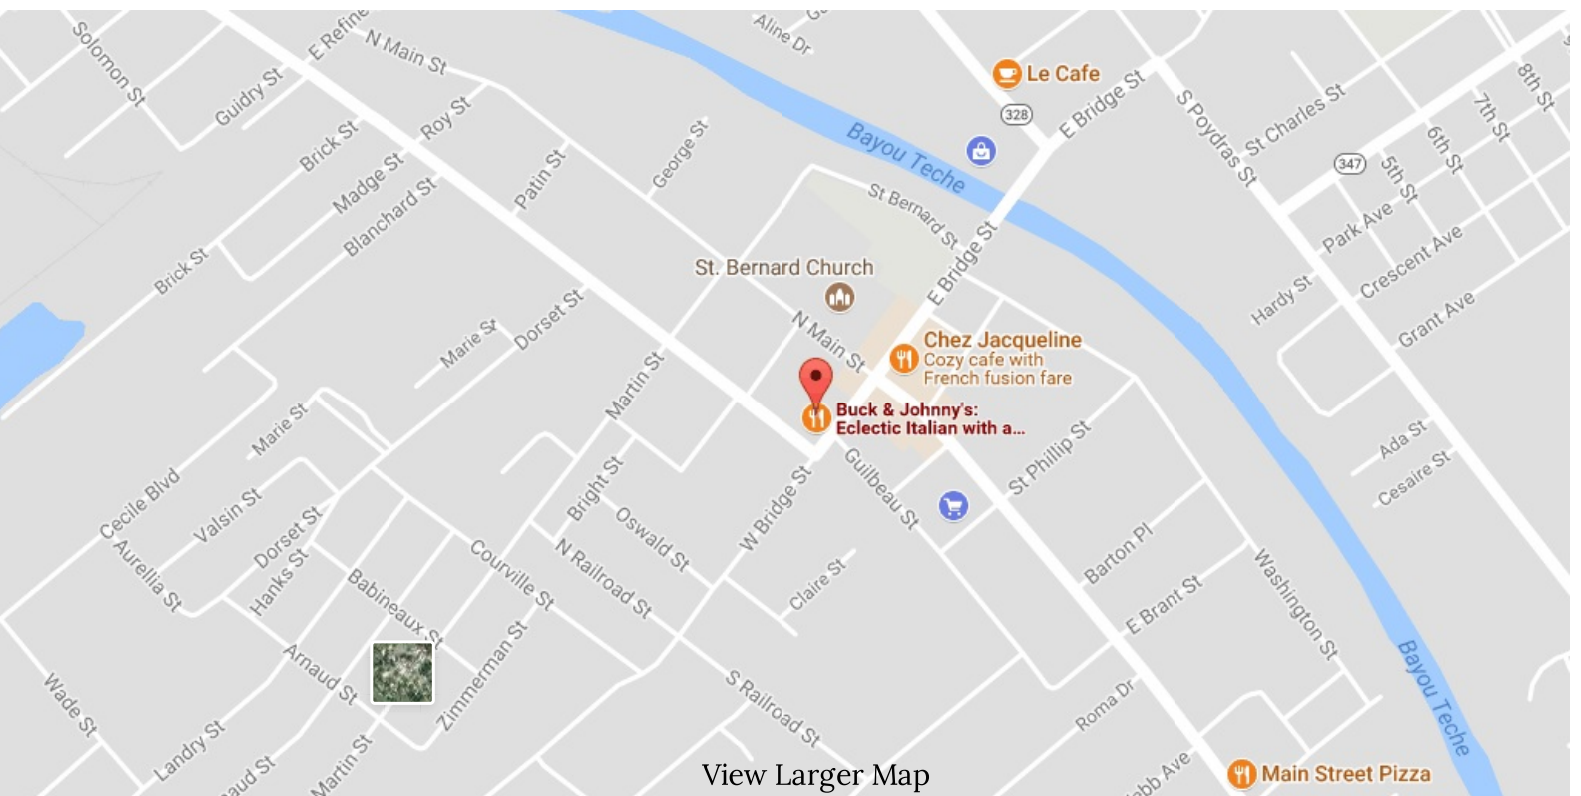 Solomon St
E Refine
N Main St
Aline Dr
Le Cafe
328
E Bridge St
S Poydras St
St Charles St
8th St
7th St
6th St
5th St
347
Guidry St
Roy St
Brick St
Madge St
Blanchard St
Patin St
George St
Bayou Teche
St Bernard St
Park Ave
Crescent Ave
Brick St
St. Bernard Church
E Bridge St
Hardy St
Grant Ave
Dorset St
Marie St
N Main St
Chez Jacqueline
Cozy cafe with
French fusion fare
Martin St
Buck & Johnny's:
Eclectic Italian with a...
Marie St
Guilbeau St
St Phillip St
Ada St
Cesaire St
Cecile Blvd
Valsin St
Dorset St
Bright St
W Bridge St
Oswald St
Aurellia St
Hanks St
Courville St
N Railroad St
Claire St
Barton Pl
E Brant St
Washington St
Babineaux St
Arnaud St
Zimmerman St
Wade St
S Railroad St
Roma Dr
Bayou Teche
Landry St
aud St
Martin St
View Larger Map
bb Ave
Main Street Pizza